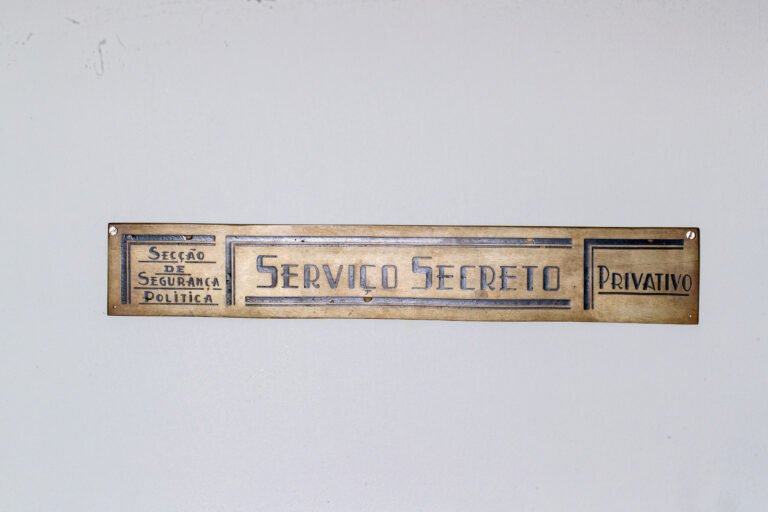 SECÇÃO
DE
SEGURANÇA
POLITICA
SERVIÇO SECRETO
PRIVATIVO